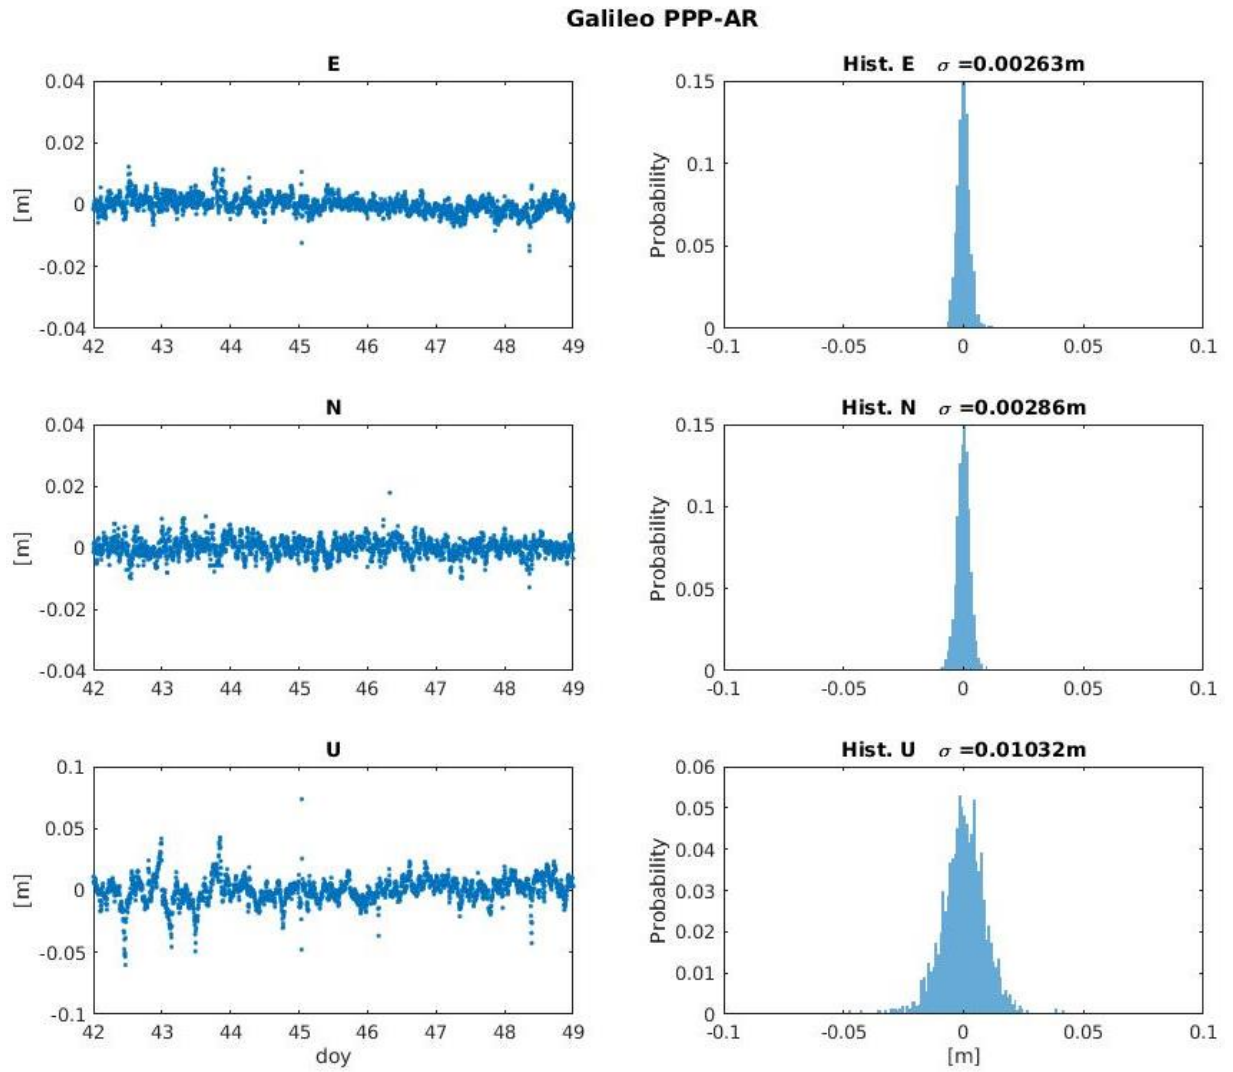 Galileo PPP-AR
E
Hist. E σ =0.00263m
0.04
0.02
0
-0.02
-0.04
[m]
42 43 44 45 46 47 48 49
0.15
0.1
0.05
0
Probability
-0.1 -0.05 0 0.05 0.1
N
Hist. N σ =0.00286m
0.04
0.02
0
-0.02
-0.04
[m]
42 43 44 45 46 47 48 49
0.15
0.1
0.05
0
Probability
-0.1 -0.05 0 0.05 0.1
U
Hist. U σ =0.01032m
0.1
0.05
0
-0.05
-0.1
[m]
42 43 44 45 46 47 48 49
doy
0.06
0.05
0.04
0.03
0.02
0.01
0
Probability
-0.1 -0.05 0 0.05 0.1
[m]